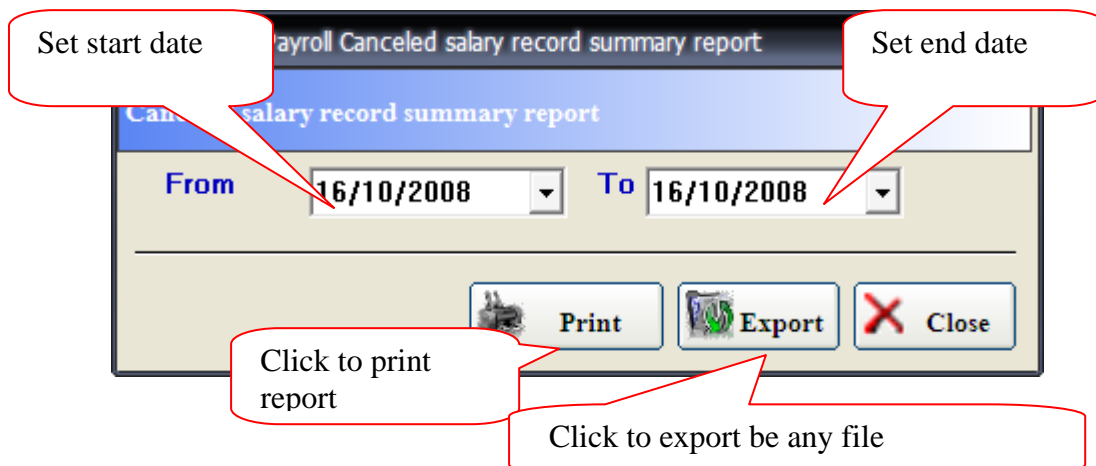 Set start date
ayroll Canceled salary record summary report
Set end date
salary record summary report
From 16/10/2008 To 16/10/2008
Print Export Close
Click to print
report
Click to export be any file